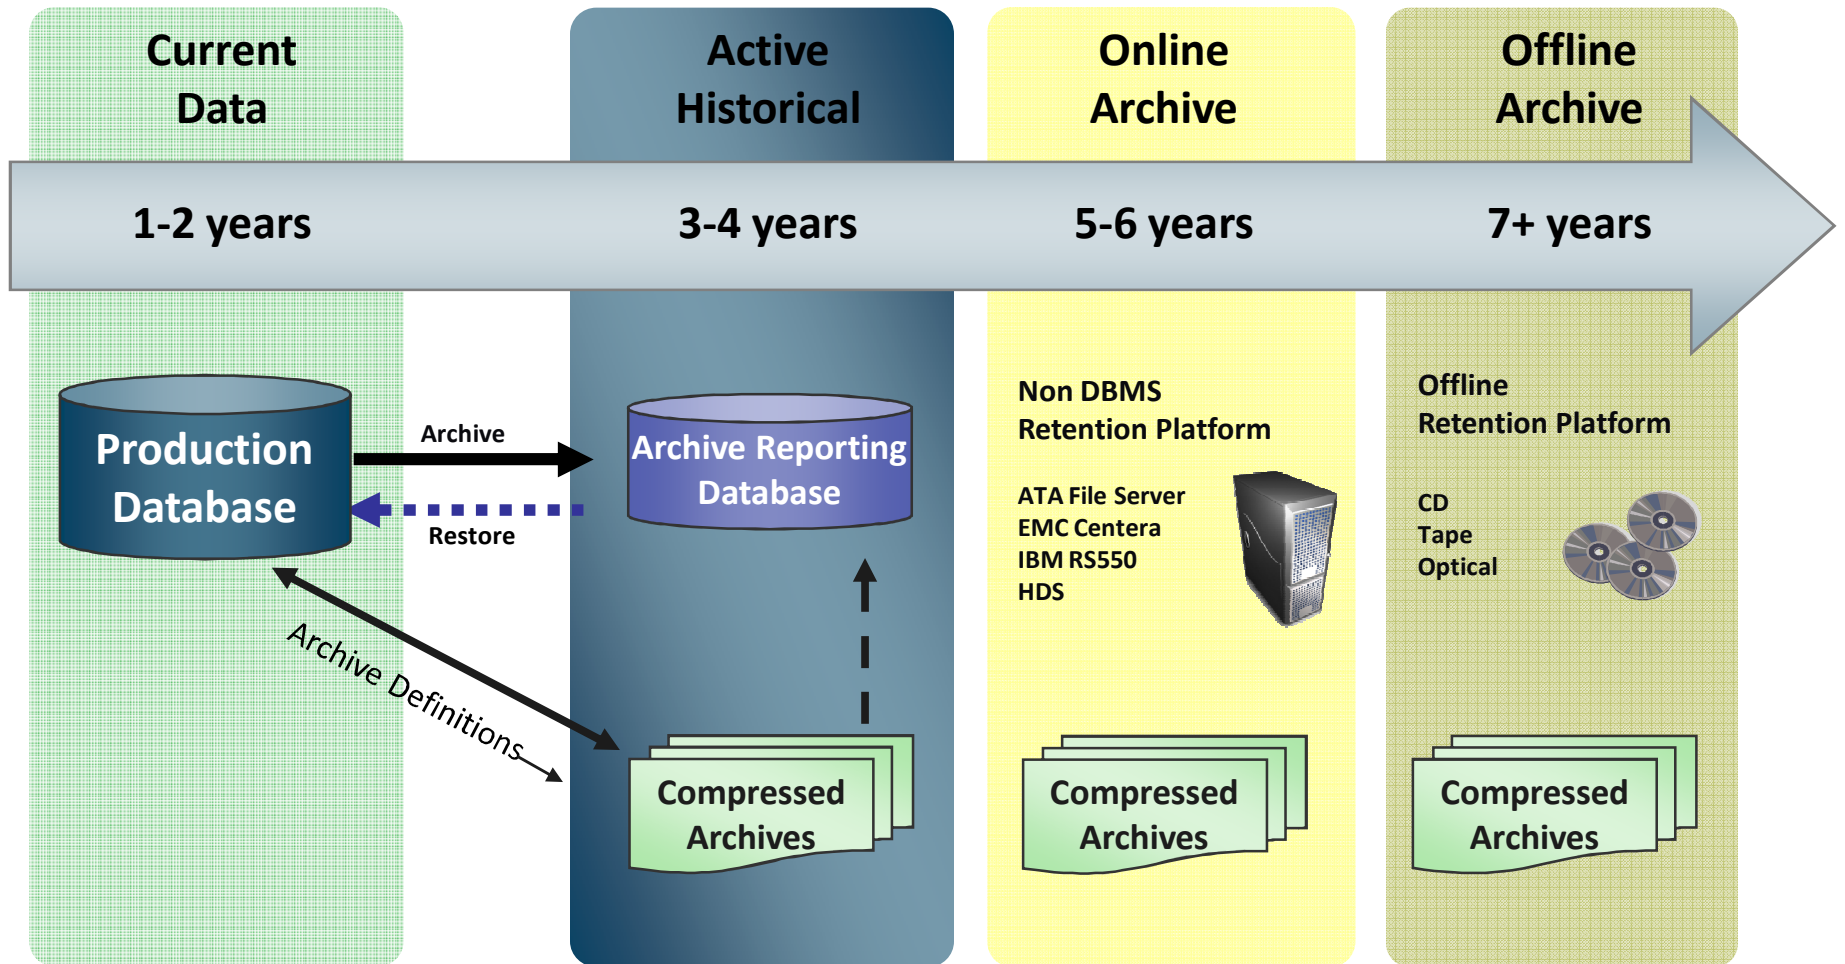 Current
Data
Active
Historical
Online
Archive
Offline
Archive
1-2 years
3-4 years
5-6 years
7+ years
Production
Database
Archive
Restore
Archive Reporting
Database
Archive Definitions
Compressed
Archives
Non DBMS
Retention Platform
ATA File Server
EMC Centera
IBM RS550
HDS
Compressed
Archives
Offline
Retention Platform
CD
Tape
Optical
Compressed
Archives